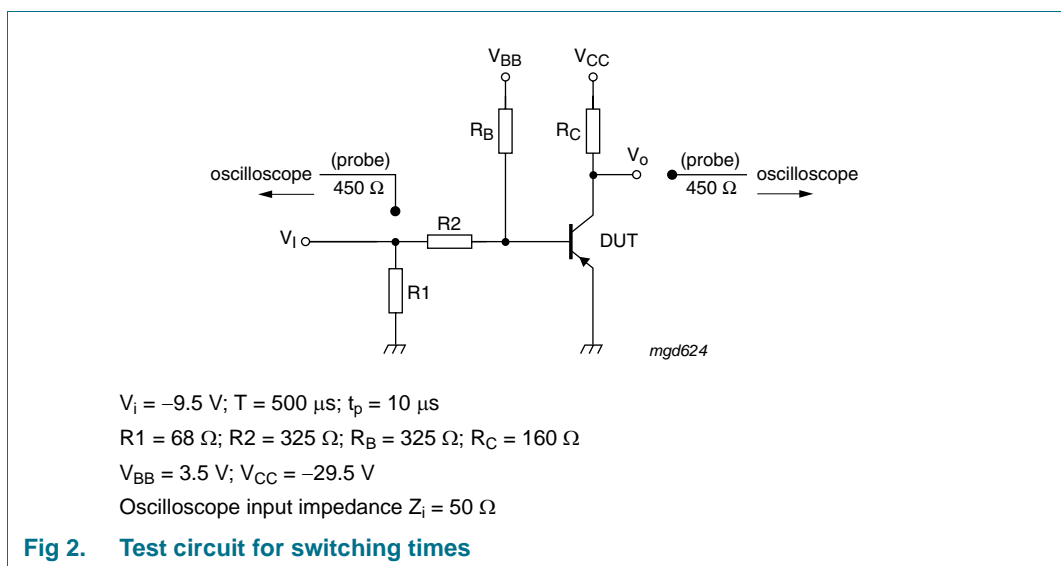 V_BB V_CC
R_B R_C
oscilloscope (probe) 450 Ω
V_o (probe) 450 Ω oscilloscope
R2
V_I DUT
R1
mgd624
V_i = −9.5 V; T = 500 μs; t_p = 10 μs
R1 = 68 Ω; R2 = 325 Ω; R_B = 325 Ω; R_C = 160 Ω
V_BB = 3.5 V; V_CC = −29.5 V
Oscilloscope input impedance Z_i = 50 Ω
Fig 2. Test circuit for switching times